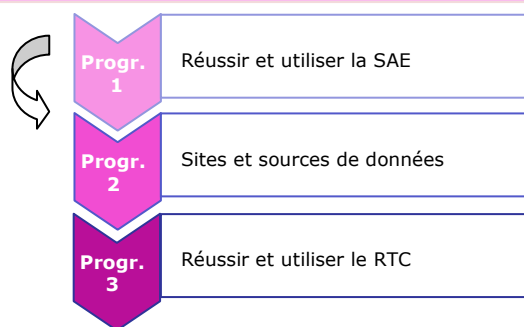 Progr.
1
Réussir et utiliser la SAE
Progr.
2
Sites et sources de données
Progr.
3
Réussir et utiliser le RTC